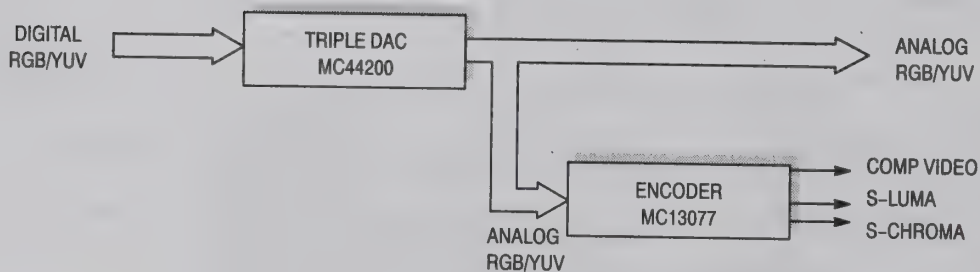 DIGITAL
RGB/YUV
TRIPLE DAC
MC44200
ANALOG
RGB/YUV
ENCODER
MC13077
COMP VIDEO
S-LUMA
S-CHROMA
ANALOG
RGB/YUV